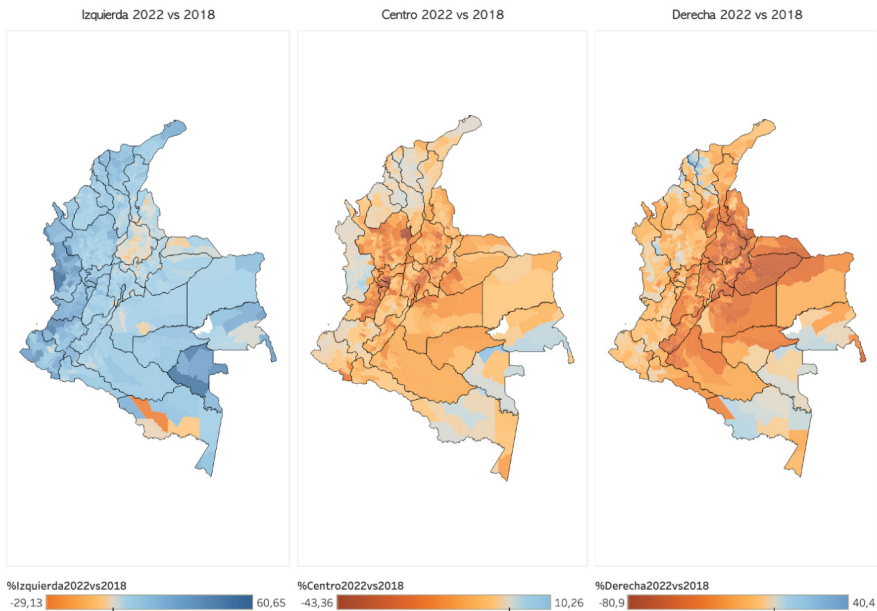 Izquierda 2022 vs 2018
Centro 2022 vs 2018
Derecha 2022 vs 2018
%Izquierda2022vs2018
-29,13 60,65
%Centro2022vs2018
-43,36 10,26
%Derecha2022vs2018
-80,9 40,4